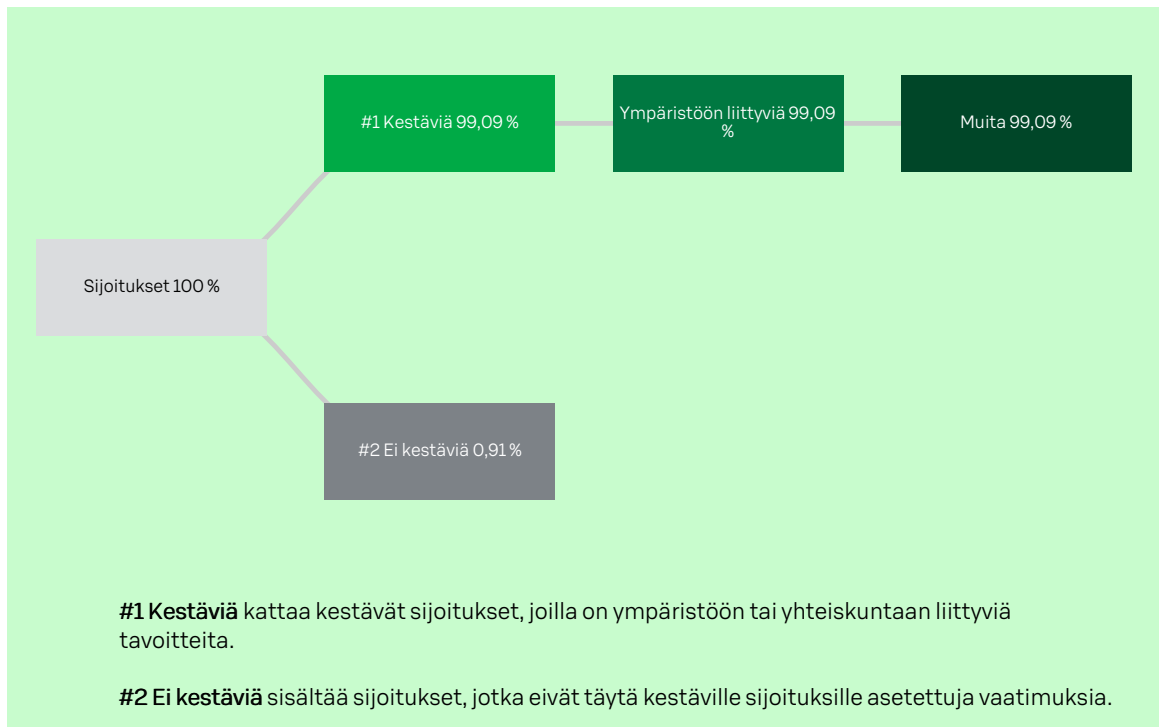 #1 Kestäviä 99,09 %
Ympäristöön liittyviä 99,09
%
Muita 99,09 %
Sijoitukset 100 %
#2 Ei kestäviä 0,91 %
#1 Kestäviä kattaa kestävät sijoitukset, joilla on ympäristöön tai yhteiskuntaan liittyviä
tavoitteita.
#2 Ei kestäviä sisältää sijoitukset, jotka eivät täytä kestäville sijoituksille asetettuja vaatimuksia.